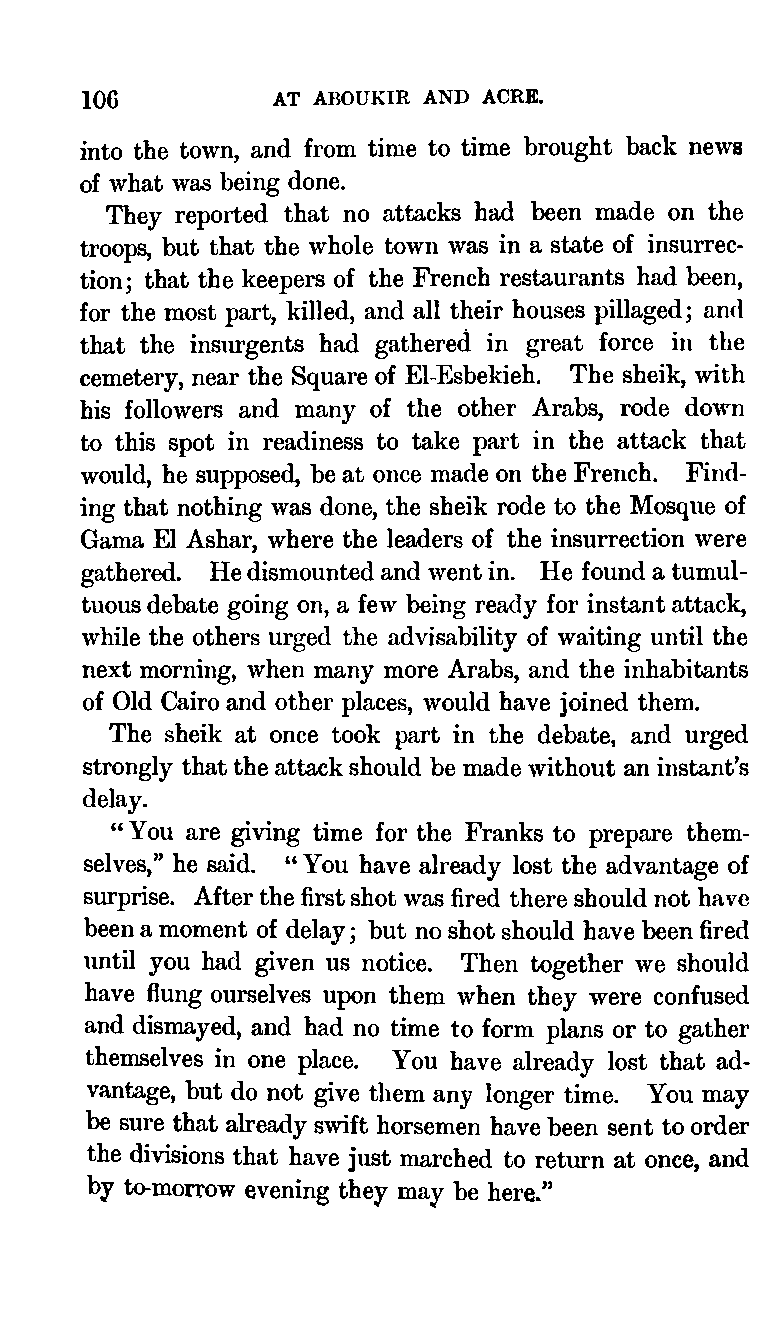 106 AT ABOUKIR AND ACRE.
into the town, and from time to time brought back news
of what was being done.
They reported that no attacks had been made on the
troops, but that the whole town was in a state of insurrec-
tion; that the keepers of the French restaurants had been,
for the most part, killed, and all their houses pillaged; and
that the insurgents had gathered in great force in the
cemetery, near the Square of El-Esbekieh. The sheik, with
his followers and many of the other Arabs, rode down
to this spot in readiness to take part in the attack that
would, he supposed, be at once made on the French. Find-
ing that nothing was done, the sheik rode to the Mosque of
Gama El Ashar, where the leaders of the insurrection were
gathered. He dismounted and went in. He found a tumul-
tuous debate going on, a few being ready for instant attack,
while the others urged the advisability of waiting until the
next morning, when many more Arabs, and the inhabitants
of Old Cairo and other places, would have joined them.
The sheik at once took part in the debate, and urged
strongly that the attack should be made without an instant's
delay.
"You are giving time for the Franks to prepare them-
selves," he said. "You have already lost the advantage of
surprise. After the first shot was fired there should not have
been a moment of delay; but no shot should have been fired
until you had given us notice. Then together we should
have flung ourselves upon them when they were confused
and dismayed, and had no time to form plans or to gather
themselves in one place. You have already lost that ad-
vantage, but do not give them any longer time. You may
be sure that already swift horsemen have been sent to order
the divisions that have just marched to return at once, and
by to-morrow evening they may be here."